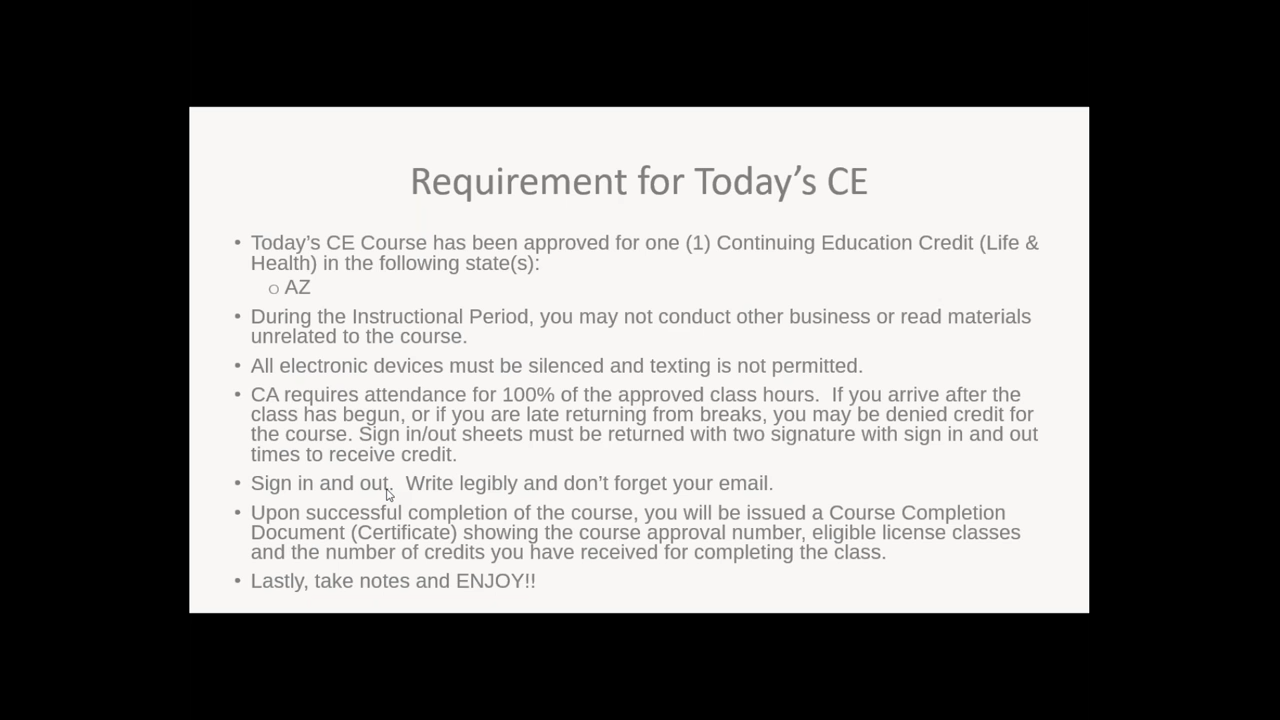 Requirement for Today’s CE
• Today’s CE Course has been approved for one (1) Continuing Education Credit (Life &
Health) in the following state(s):
○ AZ
• During the Instructional Period, you may not conduct other business or read materials
unrelated to the course.
• All electronic devices must be silenced and texting is not permitted.
• CA requires attendance for 100% of the approved class hours.  If you arrive after the
class has begun, or if you are late returning from breaks, you may be denied credit for
the course. Sign in/out sheets must be returned with two signature with sign in and out
times to receive credit.
• Sign in and out.  Write legibly and don’t forget your email.
• Upon successful completion of the course, you will be issued a Course Completion
Document (Certificate) showing the course approval number, eligible license classes
and the number of credits you have received for completing the class.
• Lastly, take notes and ENJOY!!